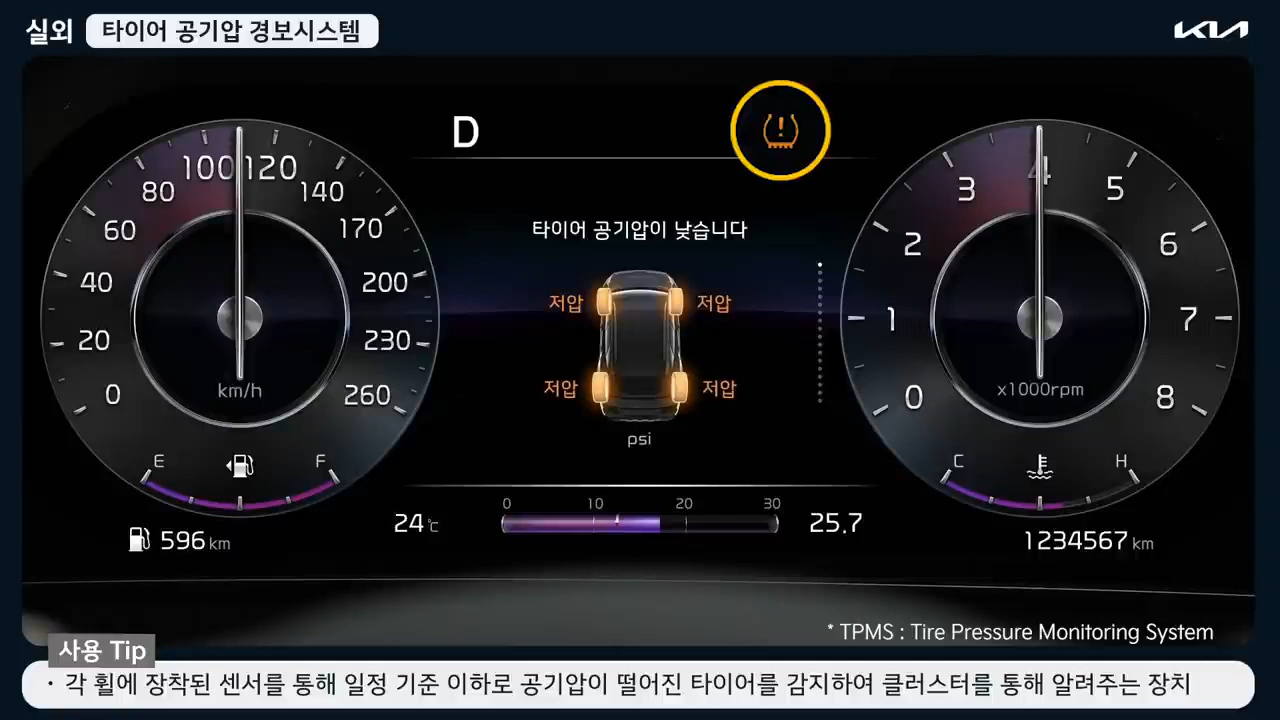 실외 타이어 공기압 경보시스템
KIA
D
타이어 공기압이 낮습니다
저압 저압
저압 저압
psi
0 20 40 60 80 100 120 140 170 200 230 260
km/h
E F
596 km
0 1 2 3 4 5 6 7 8
x1000rpm
C H
1234567 km
0 10 20 30
24℃
25.7
* TPMS : Tire Pressure Monitoring System
사용 Tip
· 각 휠에 장착된 센서를 통해 일정 기준 이하로 공기압이 떨어진 타이어를 감지하여 클러스터를 통해 알려주는 장치